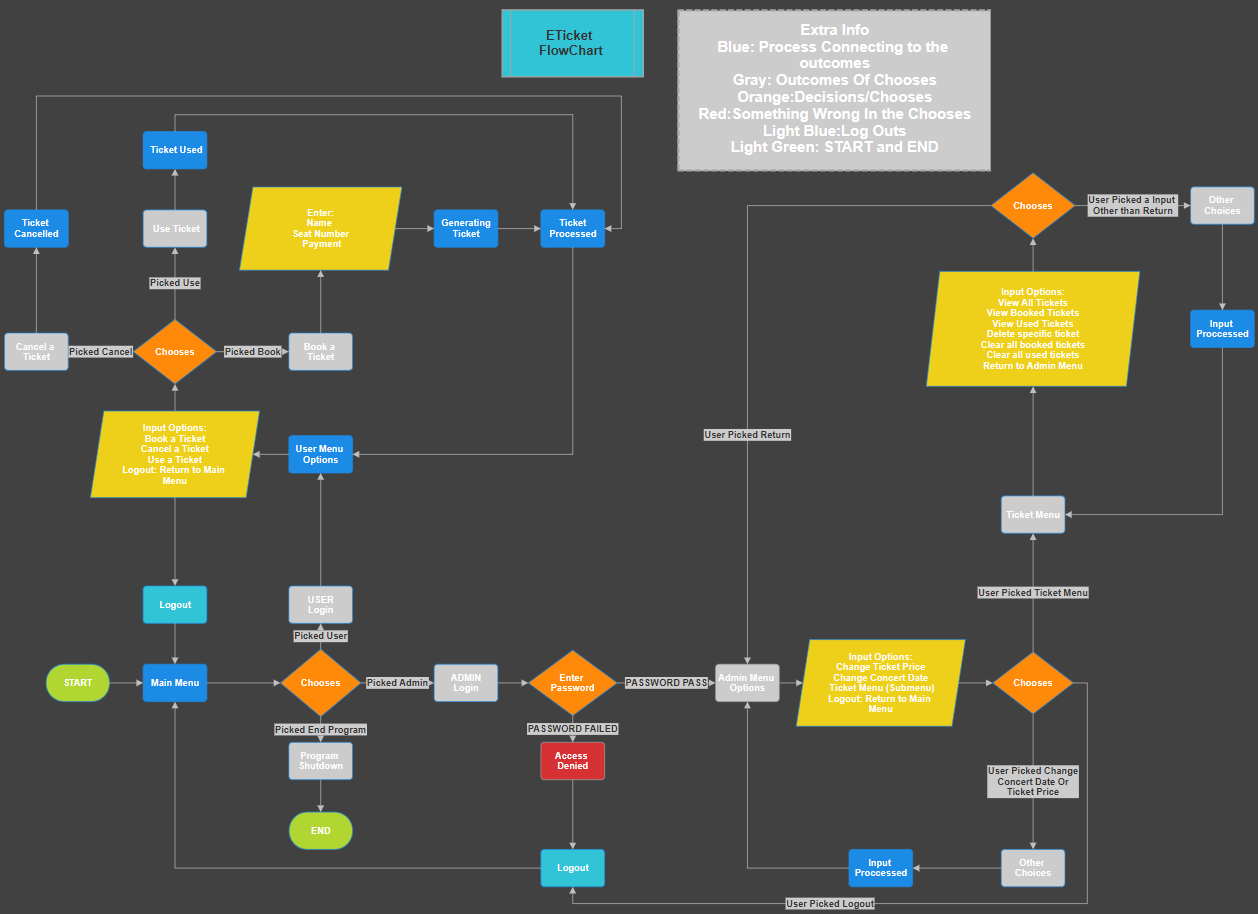 ETicket
FlowChart
Extra Info
Blue: Process Connecting to the
outcomes
Gray: Outcomes Of Chooses
Orange:Decisions/Chooses
Red:Something Wrong In the Chooses
Light Blue:Log Outs
Light Green: START and END
Ticket Used
Ticket
Cancelled
Use Ticket
Enter:
Name
Seat Number
Payment
Generating
Ticket
Ticket
Processed
Chooses
User Picked a Input
Other than Return
Other
Choices
Picked Use
Input Options:
View All Tickets
View Booked Tickets
View Used Tickets
Delete specific ticket
Clear all booked tickets
Clear all used tickets
Return to Admin Menu
Input
Proccessed
Cancel a
Ticket
Picked Cancel
Chooses
Picked Book
Book a
Ticket
Input Options:
Book a Ticket
Cancel a Ticket
Use a Ticket
Logout: Return to Main
Menu
User Menu
Options
User Picked Return
Ticket Menu
User Picked Ticket Menu
Logout
USER
Login
Picked User
START
Main Menu
Chooses
Picked Admin
ADMIN
Login
Enter
Password
PASSWORD PASS
Admin Menu
Options
Input Options:
Change Ticket Price
Change Concert Date
Ticket Menu (Submenu)
Logout: Return to Main
Menu
Chooses
Picked End Program
PASSWORD FAILED
Program
Shutdown
Access
Denied
User Picked Change
Concert Date Or
Ticket Price
END
Logout
Input
Proccessed
Other
Choices
User Picked Logout